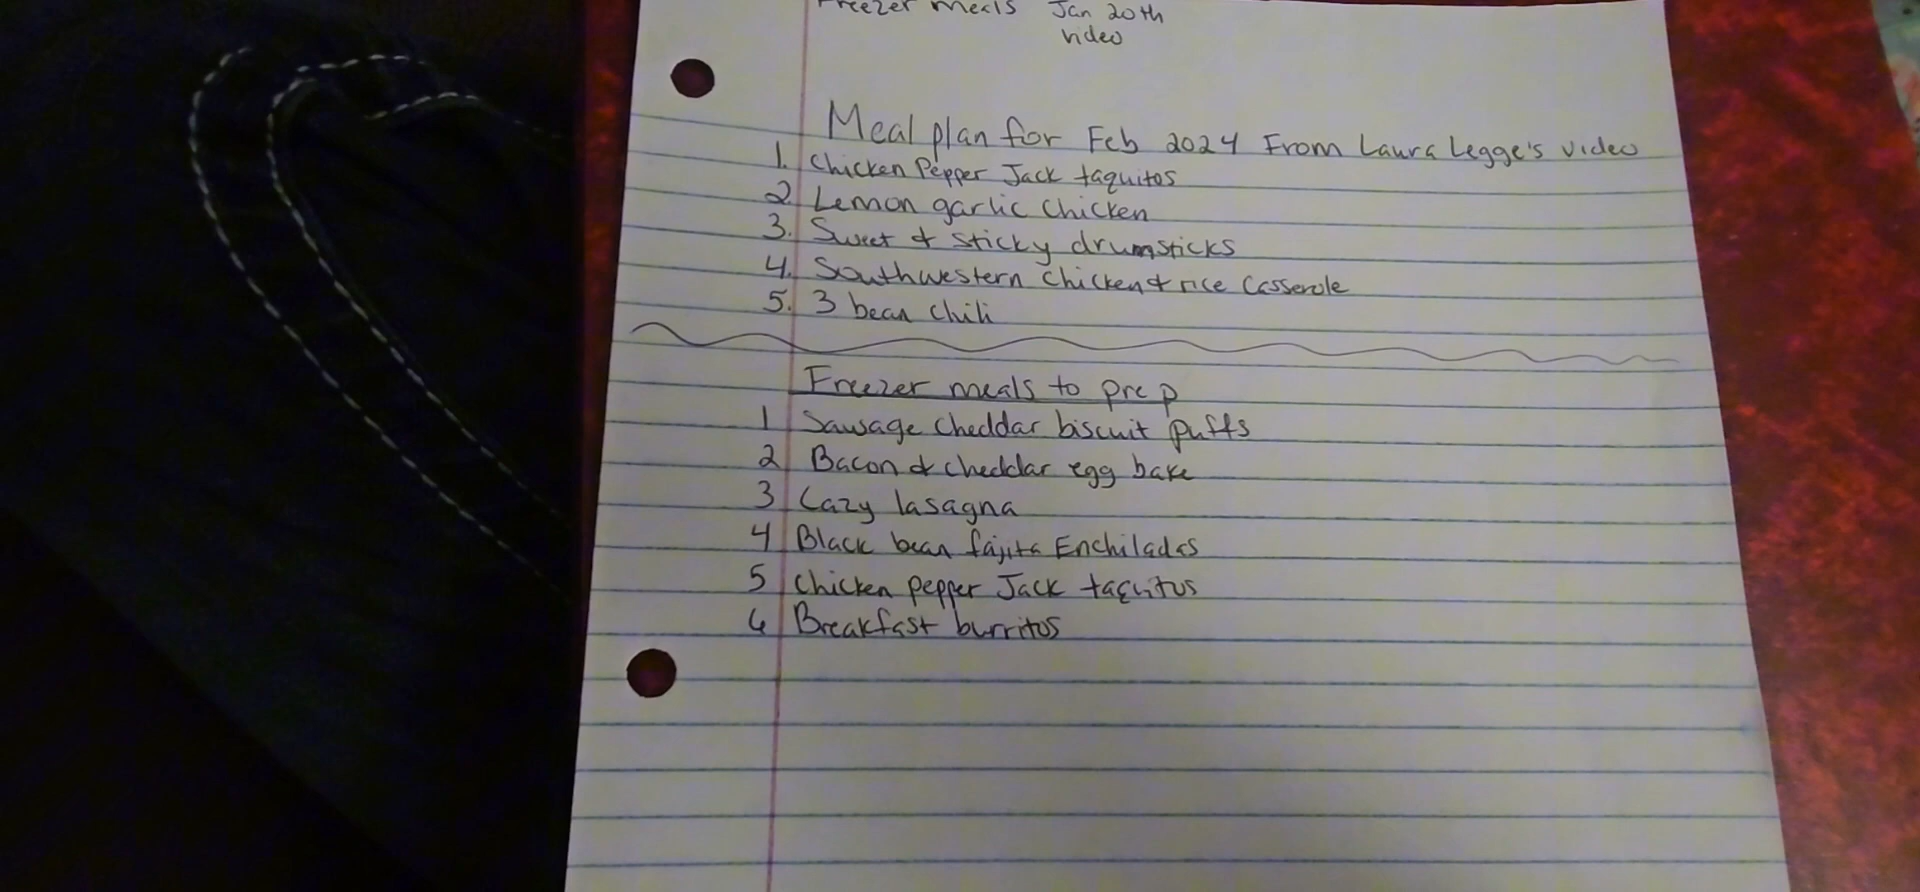 Freezer meals Jan 20th
video
Meal plan for Feb 2024 From Laura Legge's video
1. Chicken Pepper Jack taquitos
2 Lemon garlic chicken
3. Sweet & sticky drumsticks
4. Southwestern chicken & rice casserole
5. 3 bean chili
Freezer meals to prep
1 Sausage cheddar biscuit puffs
2 Bacon & cheddar egg bake
3 Lazy lasagna
4 Black bean fajita Enchiladas
5 Chicken pepper Jack taquitos
6 Breakfast burritos